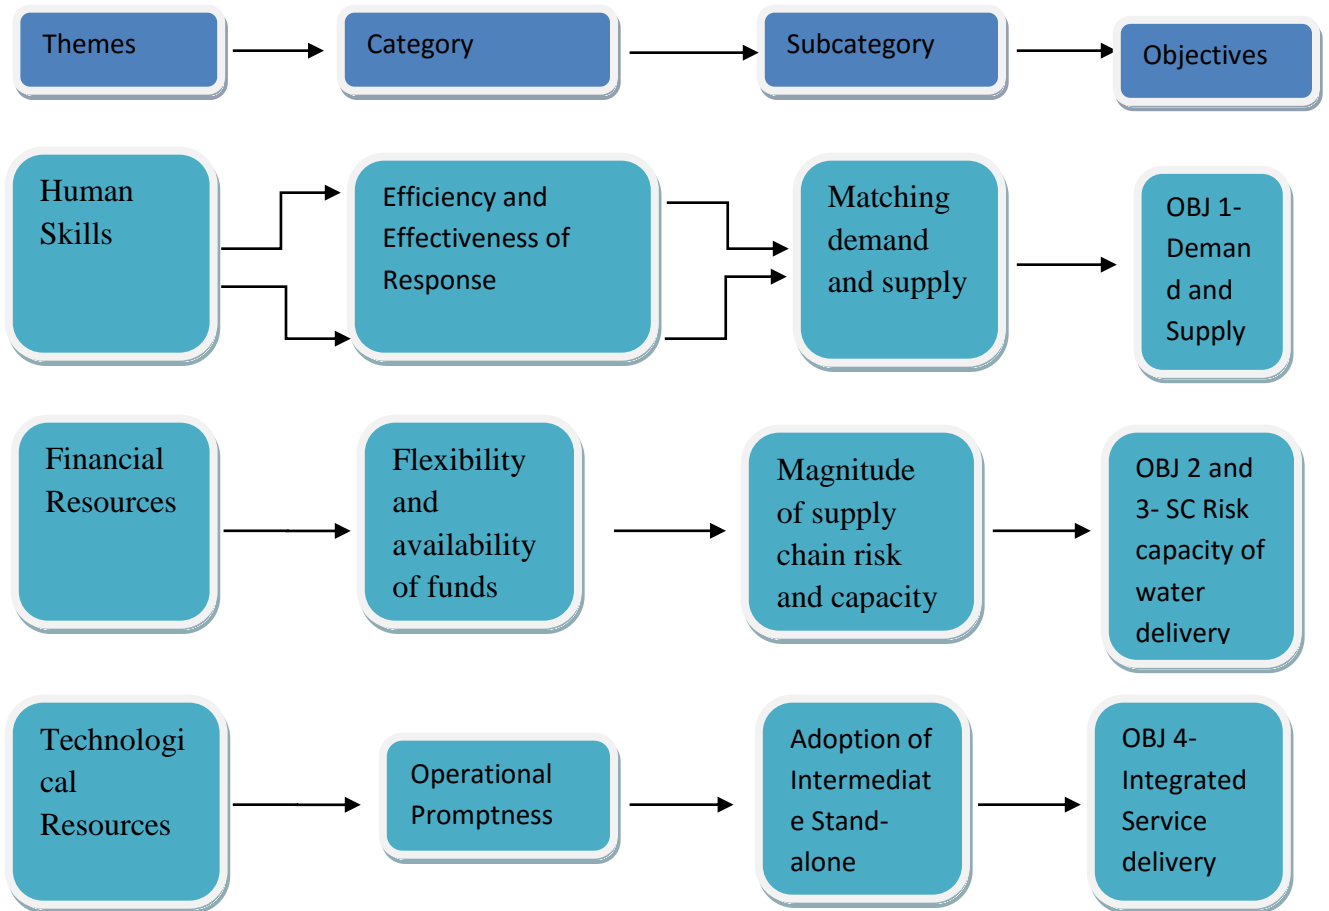 Themes
Category
Subcategory
Objectives
Human
Skills
Efficiency and
Effectiveness of
Response
Matching
demand
and supply
OBJ 1-
Deman
d and
Supply
Financial
Resources
Flexibility
and
availability
of funds
Magnitude
of supply
chain risk
and capacity
OBJ 2 and
3- SC Risk
capacity of
water
delivery
Technologi
cal
Resources
Operational
Promptness
Adoption of
Intermediat
e Stand-
alone
OBJ 4-
Integrated
Service
delivery